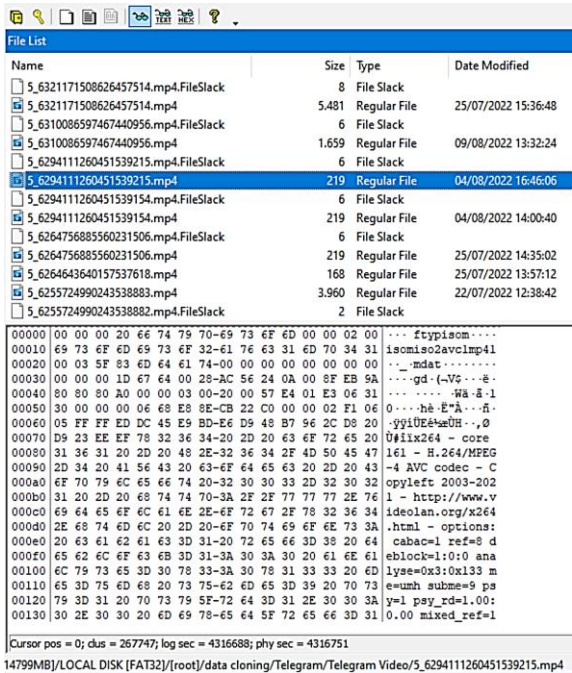 TEXT HEX
File List
Name Size Type Date Modified
5_6321171508626457514.mp4.FileSlack 8 File Slack
5_6321171508626457514.mp4 5.481 Regular File 25/07/2022 15:36:48
5_6310086597467440956.mp4.FileSlack 6 File Slack
5_6310086597467440956.mp4 1.659 Regular File 09/08/2022 13:32:24
5_6294111260451539215.mp4.FileSlack 6 File Slack
5_6294111260451539215.mp4 219 Regular File 04/08/2022 16:46:06
5_6294111260451539154.mp4.FileSlack 6 File Slack
5_6294111260451539154.mp4 219 Regular File 04/08/2022 14:00:40
5_6264756885560231506.mp4.FileSlack 6 File Slack
5_6264756885560231506.mp4 219 Regular File 25/07/2022 14:35:02
5_6264643640157537618.mp4 168 Regular File 25/07/2022 13:57:12
5_6255724990243538883.mp4 3.960 Regular File 22/07/2022 12:38:42
5_6255724990243538882.mp4.FileSlack 2 File Slack
00000 00 00 00 20 66 74 79 70-69 73 6F 6D 00 00 02 00 ··· ftypisom····
00010 69 73 6F 6D 69 73 6F 32-61 76 63 31 6D 70 34 31 isomiso2avc1mp41
00020 00 03 5F 83 6D 64 61 74-00 00 00 00 00 00 00 00 ··_·mdat········
00030 00 00 00 1D 67 64 00 28-AC 56 24 0A 00 8F EB 9A ····gd·(¬V$···ë·
00040 80 80 80 A0 00 00 03 00-20 00 57 E4 01 E3 06 31
00050 30 00 00 00 06 68 E8 8E-CB 22 C0 00 00 02 F1 06 0····hè·Ë"À···ñ·
00060 05 FF FF ED DC 45 E9 BD-E6 D9 48 B7 96 2C D8 20 ·ÿÿíÜEé½æÙH·,Ø
00070 D9 23 EE EF 78 32 36 34-20 2D 20 63 6F 72 65 20 Ù#îïx264 - core
00080 31 36 31 20 2D 20 48 2E-32 36 34 2F 4D 50 45 47 161 - H.264/MPEG
00090 2D 34 20 41 56 43 20 63-6F 64 65 63 20 2D 20 43 -4 AVC codec - C
000a0 6F 70 79 6C 65 66 74 20-32 30 30 33 2D 32 30 32 opyleft 2003-202
000b0 31 20 2D 20 68 74 74 70-3A 2F 2F 77 77 77 2E 76 1 - http://www.v
000c0 69 64 65 6F 6C 61 6E 2E-6F 72 67 2F 78 32 36 34 ideolan.org/x264
000d0 2E 68 74 6D 6C 20 2D 20-6F 70 74 69 6F 6E 73 3A .html - options:
000e0 20 63 61 62 61 63 3D 31-20 72 65 66 3D 38 20 64 cabac=1 ref=8 d
000f0 65 62 6C 6F 63 6B 3D 31-3A 30 3A 30 20 61 6E 61 eblock=1:0:0 ana
00100 6C 79 73 65 3D 30 78 33-3A 30 78 31 33 33 20 6D lyse=0x3:0x133 m
00110 65 3D 75 6D 68 20 73 75-62 6D 65 3D 39 20 70 73 e=umh subme=9 ps
00120 79 3D 31 20 70 73 79 5F-72 64 3D 31 2E 30 30 3A y=1 psy_rd=1.00:
00130 30 2E 30 30 20 6D 69 78-65 64 5F 72 65 66 3D 31 0.00 mixed_ref=1
Cursor pos = 0; clus = 267747; log sec = 4316688; phy sec = 4316751
14799MB]/LOCAL DISK [FAT32]/[root]/data cloning/Telegram/Telegram Video/5_6294111260451539215.mp4